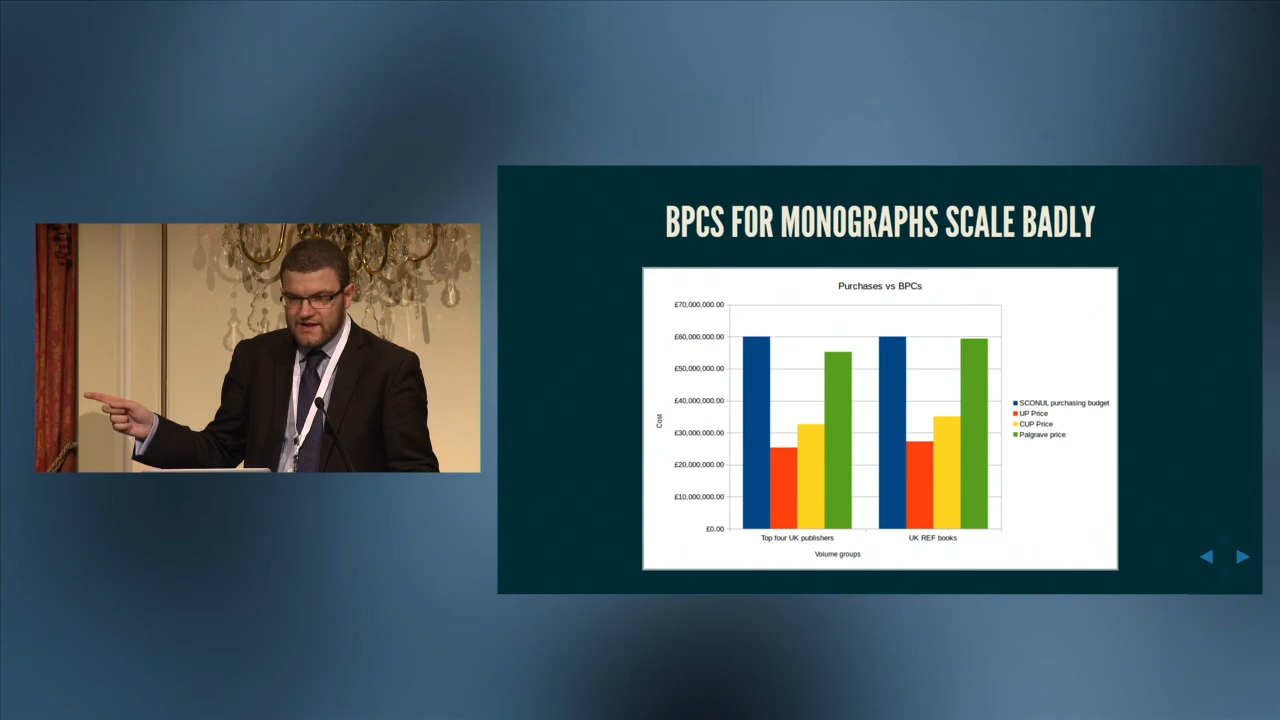 BPCS FOR MONOGRAPHS SCALE BADLY
Purchases vs BPCs
£70,000,000.00
£60,000,000.00
£50,000,000.00
£40,000,000.00
£30,000,000.00
£20,000,000.00
£10,000,000.00
£0.00
Cost
Top four UK publishers
UK REF books
Volume groups
SCONUL purchasing budget
UP Price
CUP Price
Palgrave price